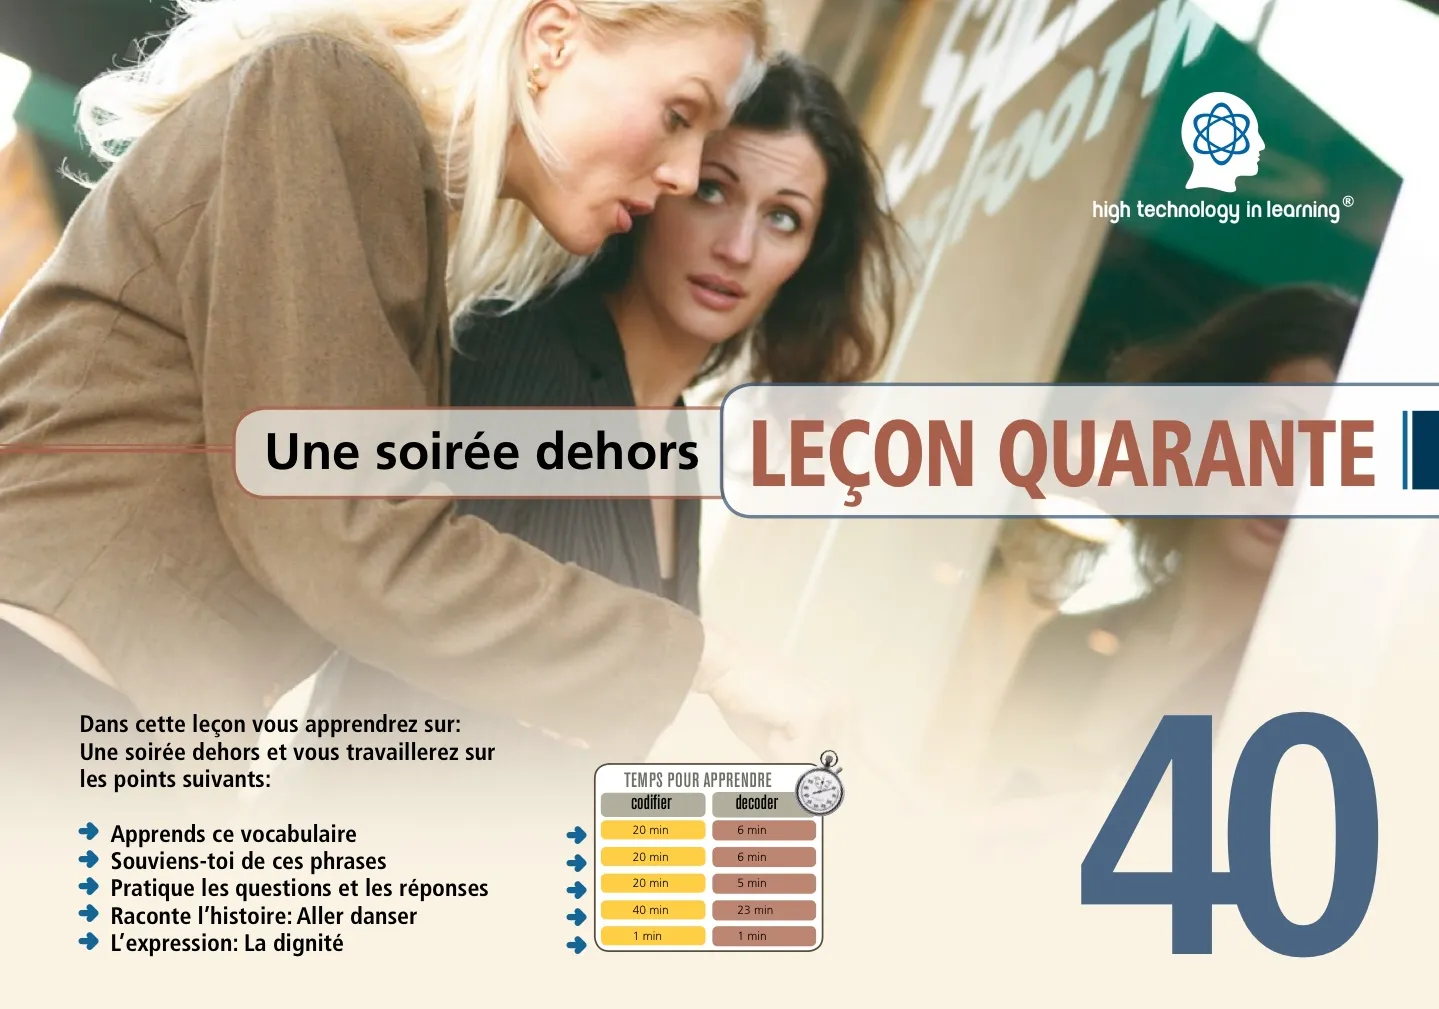 high technology in learning®
Une soirée dehors
LEÇON QUARANTE
Dans cette leçon vous apprendrez sur:
Une soirée dehors et vous travaillerez sur
les points suivants:
Apprends ce vocabulaire
Souviens-toi de ces phrases
Pratique les questions et les réponses
Raconte l'histoire: Aller danser
L'expression: La dignité
TEMPS POUR APPRENDRE
codifier decoder
20 min 6 min
20 min 6 min
20 min 5 min
40 min 23 min
1 min 1 min
40